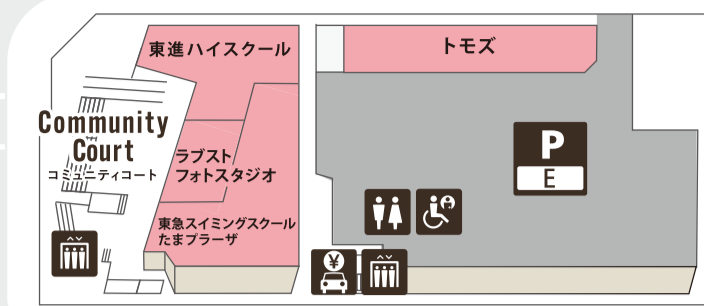 東進ハイスクール
トモズ
Community
Court
コミュニティコート
ラブスト
フォトスタジオ
P
E
東急スイミングスクール
たまプラーザ
¥